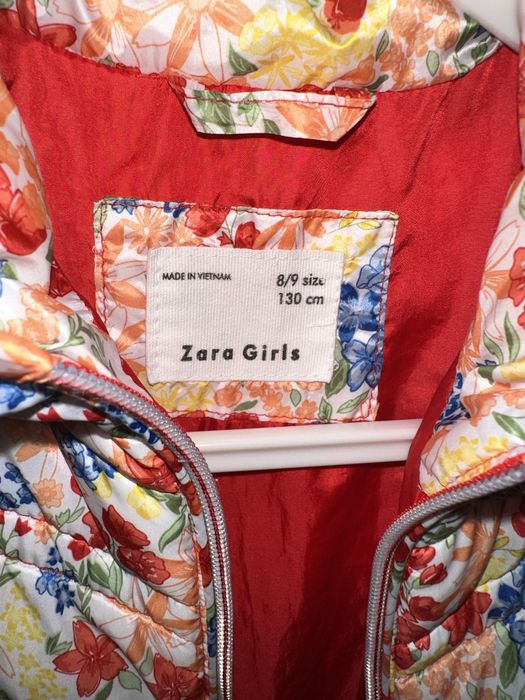 MADE IN VIETNAM
8/9 size
130 cm
Zara Girls